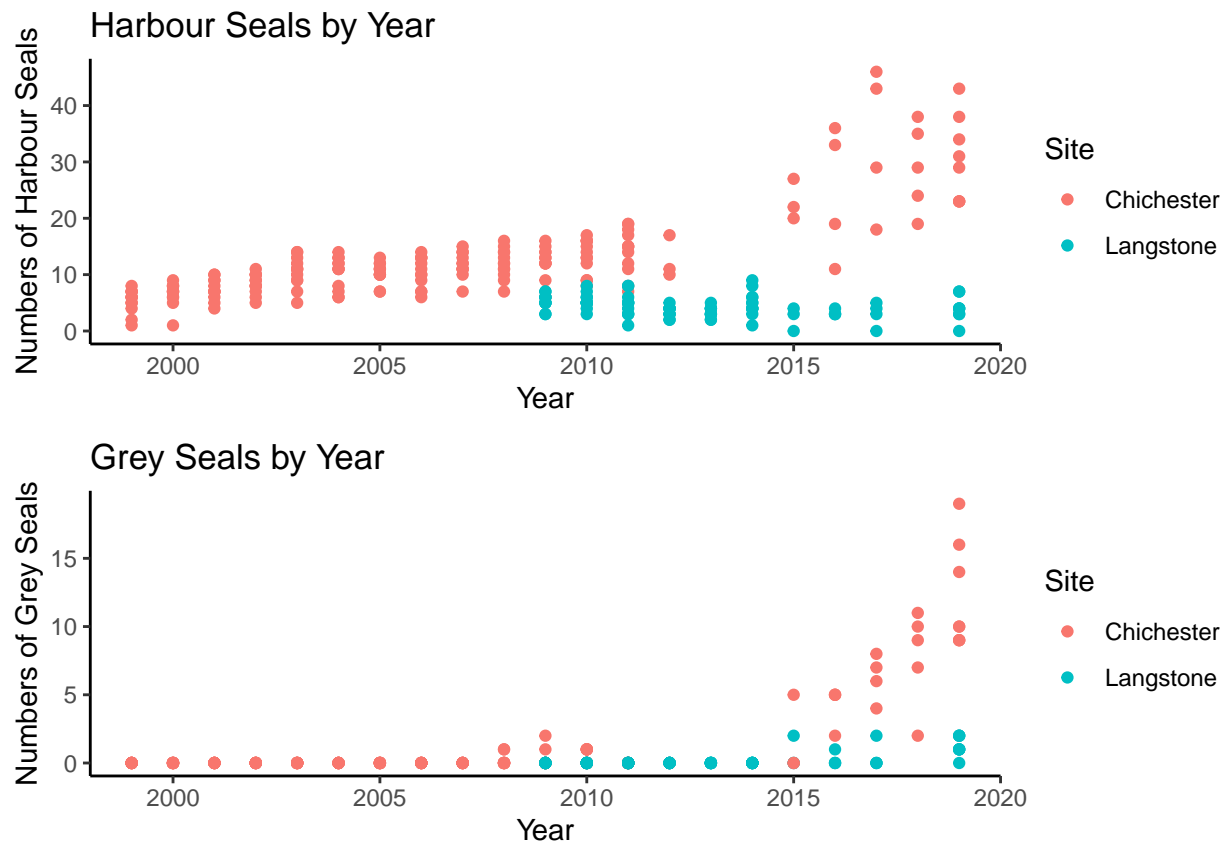 Harbour Seals by Year
Numbers of Harbour Seals
40
30
20
10
0
2000 2005 2010 2015 2020
Year
Site
Chichester
Langstone
Grey Seals by Year
Numbers of Grey Seals
15
10
5
0
2000 2005 2010 2015 2020
Year
Site
Chichester
Langstone